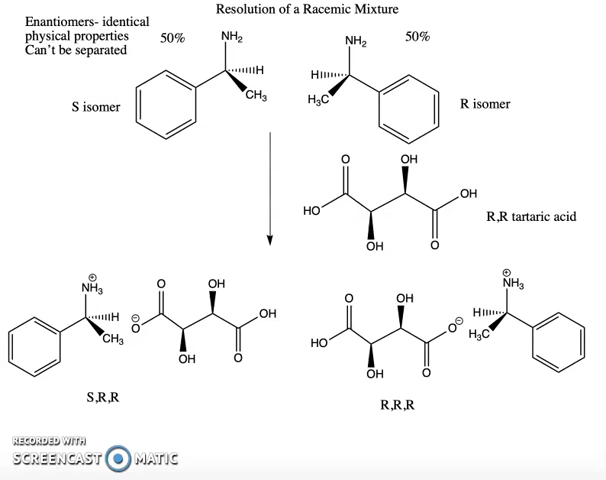 Resolution of a Racemic Mixture
Enantiomers- identical
physical properties
Can't be separated
50%
NH₂
H
CH₃
S isomer
NH₂
50%
H
H₃C
R isomer
O
OH
HO
OH
OH
O
R,R tartaric acid
⊕
NH₃
H
CH₃
O
OH
⊖
O
OH
OH
O
S,R,R
O
OH
HO
O⊖
OH
O
⊕
NH₃
H
H₃C
R,R,R
RECORDED WITH
SCREENCAST MATIC